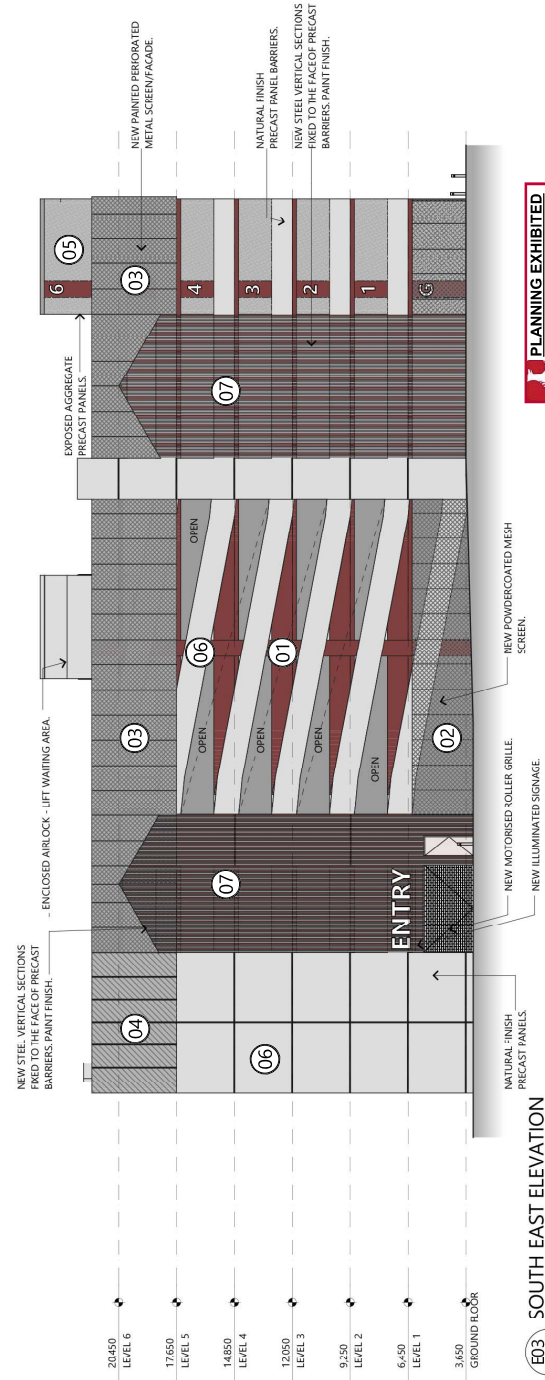 NEW STEEL VERTICAL SECTIONS
FIXED TO THE FACE OF PRECAST
BARRIERS. PAINT FINISH.
ENCLOSED AIRLOCK - LIFT WAITING AREA.
EXPOSED AGGREGATE
PRECAST PANELS.
NEW PAINTED PERFORATED
METAL SCREEN/FACADE.
NATURAL FINISH
PRECAST PANEL BARRIERS.
NEW STEEL VERTICAL SECTIONS
FIXED TO THE FACE OF PRECAST
BARRIERS. PAINT FINISH.
20.450
LEVEL 6
17.650
LEVEL 5
14.850
LEVEL 4
12.050
LEVEL 3
9.250
LEVEL 2
6.450
LEVEL 1
3.650
GROUND FLOOR
04
03
03
05
6
07
07
06
06
01
02
OPEN
OPEN
OPEN
OPEN
OPEN
4
3
2
1
G
ENTRY
NATURAL FINISH
PRECAST PANELS.
NEW MOTORISED ROLLER GRILLE.
NEW ILLUMINATED SIGNAGE.
NEW POWDERCOATED MESH
SCREEN.
E03 SOUTH EAST ELEVATION
PLANNING EXHIBITED